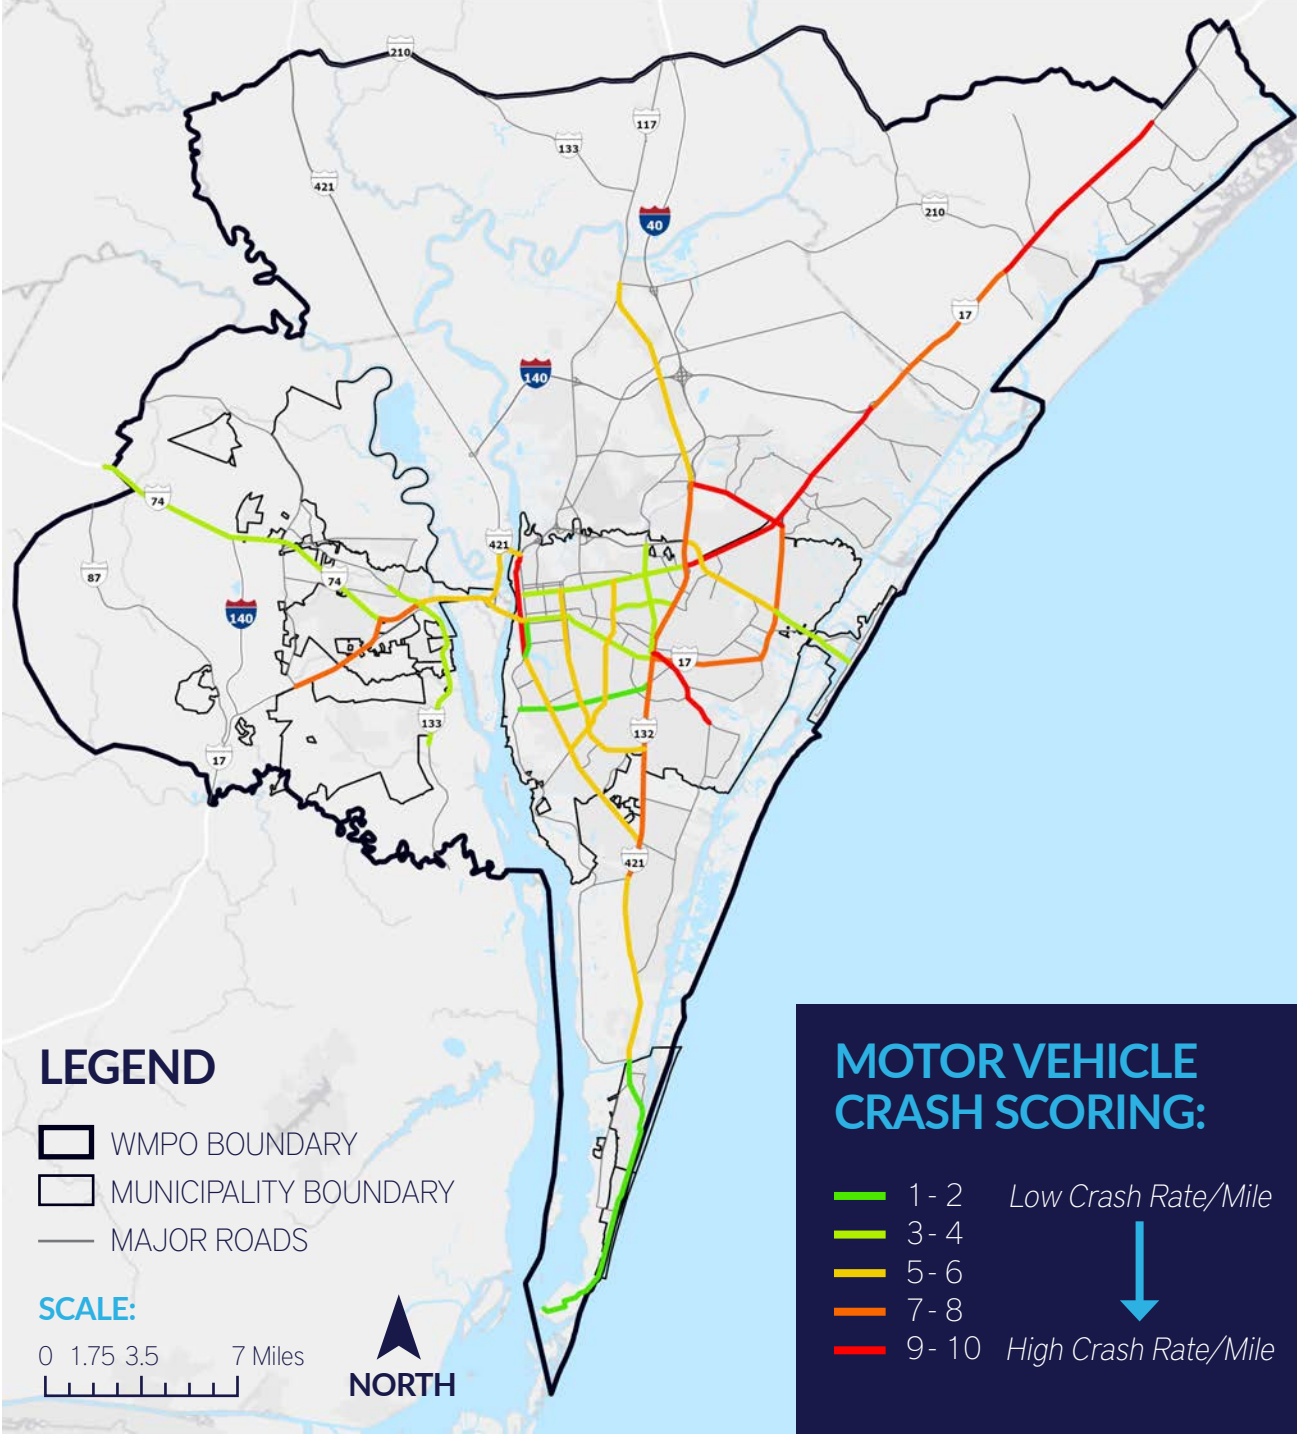 210
117
133
421
40
210
17
140
74
421
74
87
140
17
133
132
17
421
LEGEND
WMPO BOUNDARY
MUNICIPALITY BOUNDARY
MAJOR ROADS
SCALE:
0 1.75 3.5 7 Miles
NORTH
MOTOR VEHICLE
CRASH SCORING:
1 - 2 Low Crash Rate/Mile
3 - 4
5 - 6
7 - 8
9 - 10 High Crash Rate/Mile